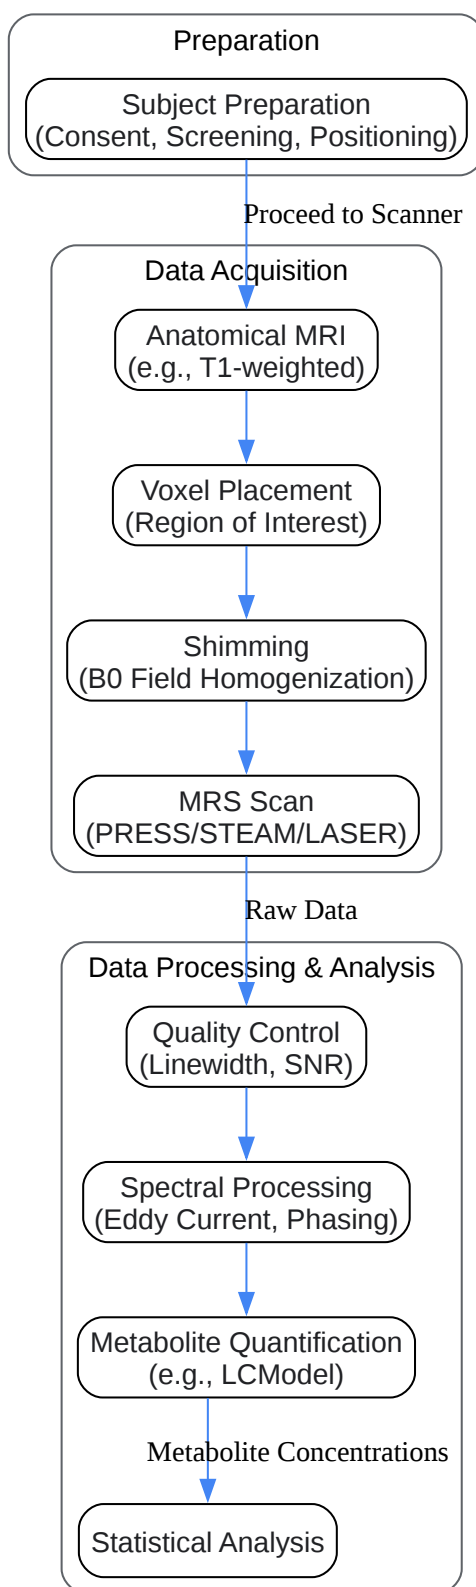 Preparation
Subject Preparation
(Consent, Screening, Positioning)
Proceed to Scanner
Data Acquisition
Anatomical MRI
(e.g., T1-weighted)
Voxel Placement
(Region of Interest)
Shimming
(B0 Field Homogenization)
MRS Scan
(PRESS/STEAM/LASER)
Raw Data
Data Processing & Analysis
Quality Control
(Linewidth, SNR)
Spectral Processing
(Eddy Current, Phasing)
Metabolite Quantification
(e.g., LCModel)
Metabolite Concentrations
Statistical Analysis